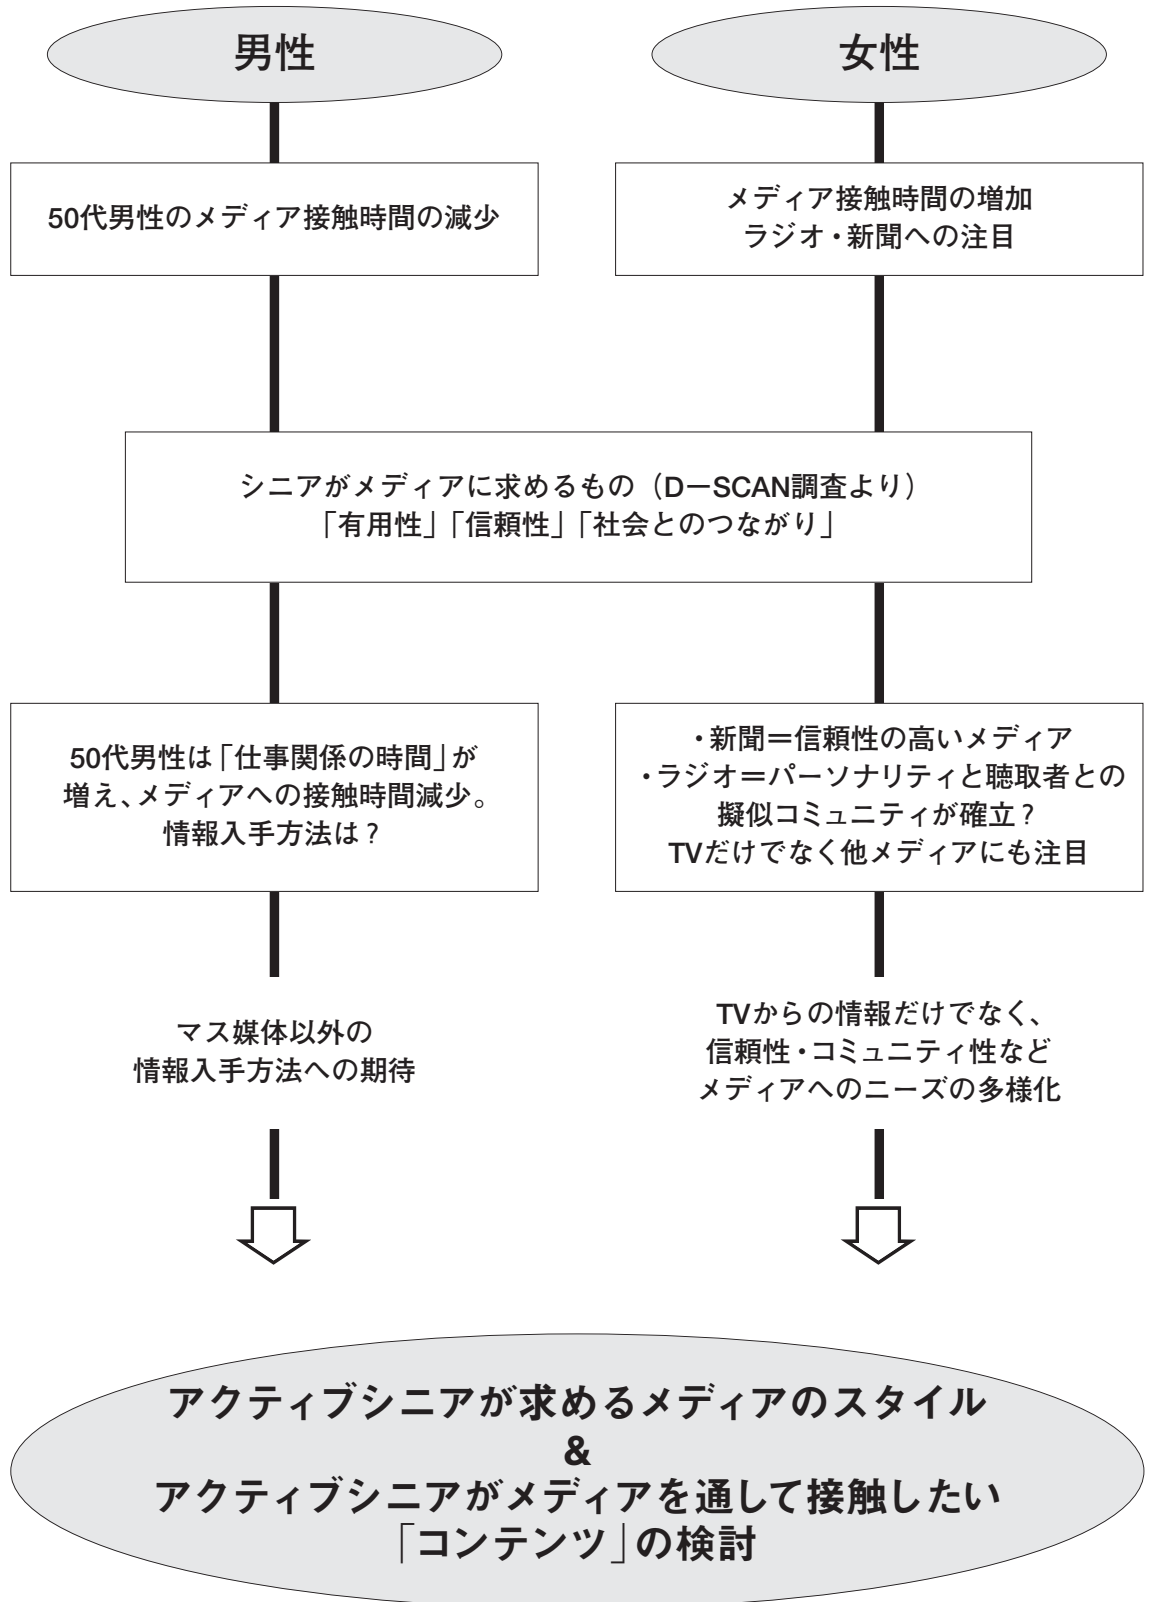 男性
女性
50代男性のメディア接触時間の減少
メディア接触時間の増加
ラジオ・新聞への注目
シニアがメディアに求めるもの（DーSCAN調査より）
「有用性」「信頼性」「社会とのつながり」
50代男性は「仕事関係の時間」が
増え、メディアへの接触時間減少。
情報入手方法は？
・新聞＝信頼性の高いメディア
・ラジオ＝パーソナリティと聴取者との
擬似コミュニティが確立？
TVだけでなく他メディアにも注目
マス媒体以外の
情報入手方法への期待
TVからの情報だけでなく、
信頼性・コミュニティ性など
メディアへのニーズの多様化
アクティブシニアが求めるメディアのスタイル
&
アクティブシニアがメディアを通して接触したい
「コンテンツ」の検討